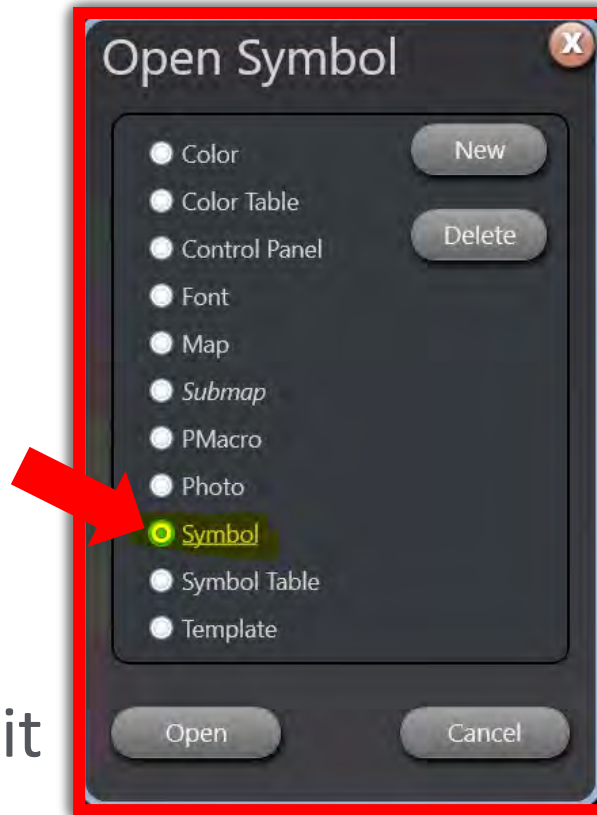 Open Symbol
X
Color
New
Color Table
Delete
Control Panel
Font
Map
Submap
PMacro
Photo
Symbol
Symbol Table
Template
it
Open
Cancel